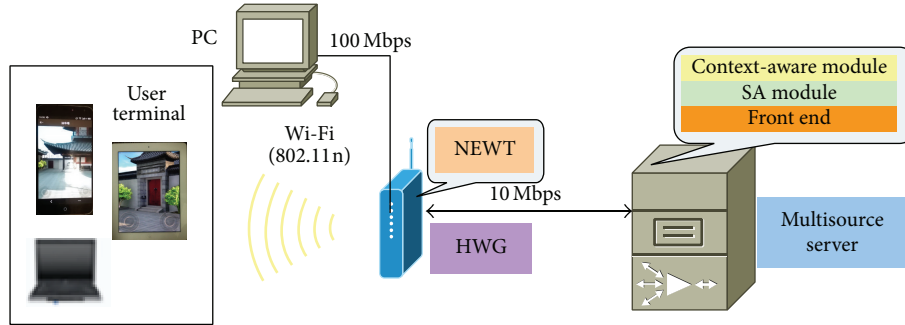 PC
100 Mbps
User
terminal
Wi-Fi
(802.11n)
NEWT
10 Mbps
HWG
Context-aware module
SA module
Front end
Multisource
server